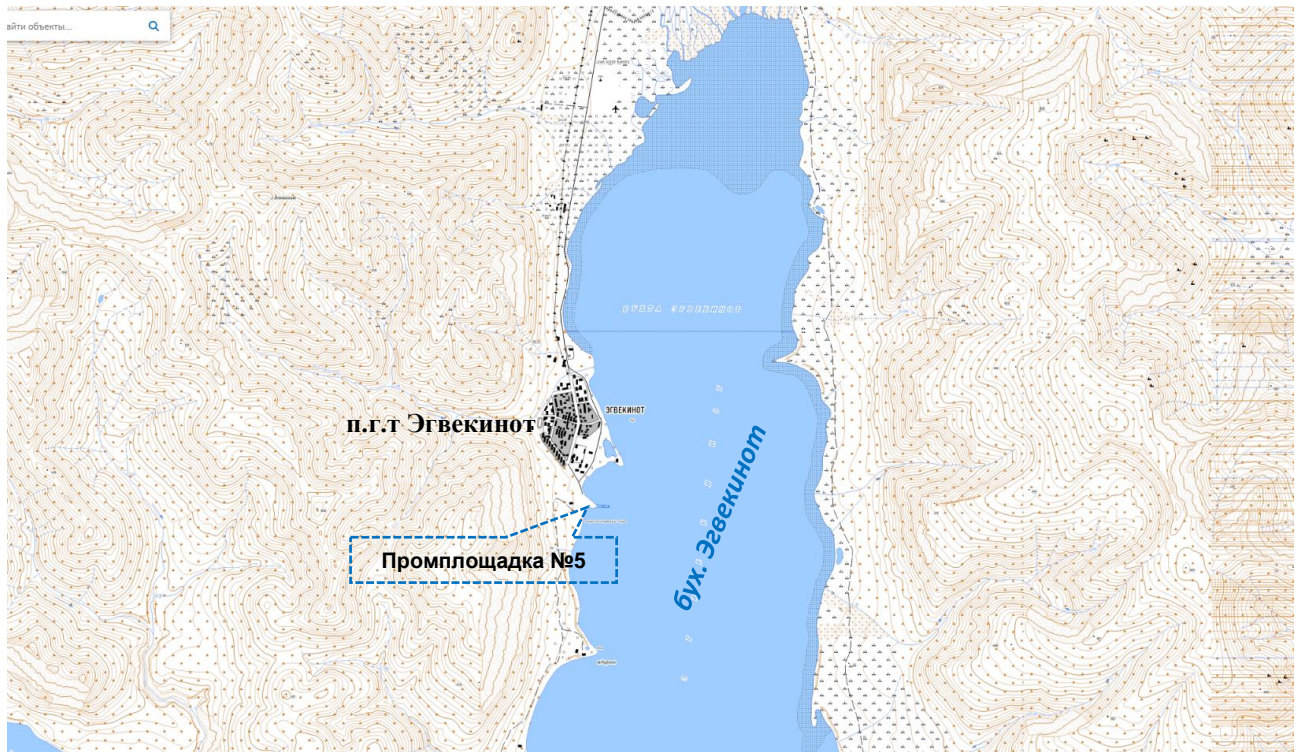 айти объекты...
БУХТА ЭГВЕКИНОТ
п.г.т Эгвекинот
ЭГВЕКИНОТ
бух. Эгвекинот
Промплощадка №5